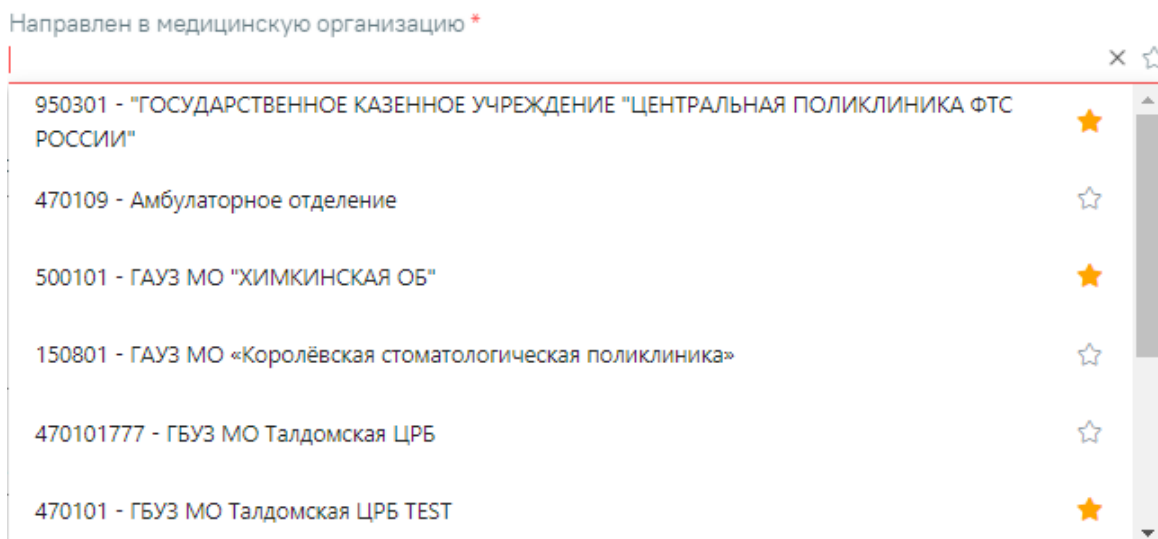 Направлен в медицинскую организацию *
950301 - "ГОСУДАРСТВЕННОЕ КАЗЕННОЕ УЧРЕЖДЕНИЕ "ЦЕНТРАЛЬНАЯ ПОЛИКЛИНИКА ФТС
РОССИИ"
470109 - Амбулаторное отделение
500101 - ГАУЗ МО "ХИМКИНСКАЯ ОБ"
150801 - ГАУЗ МО «Королёвская стоматологическая поликлиника»
470101777 - ГБУЗ МО Талдомская ЦРБ
470101 - ГБУЗ МО Талдомская ЦРБ TEST